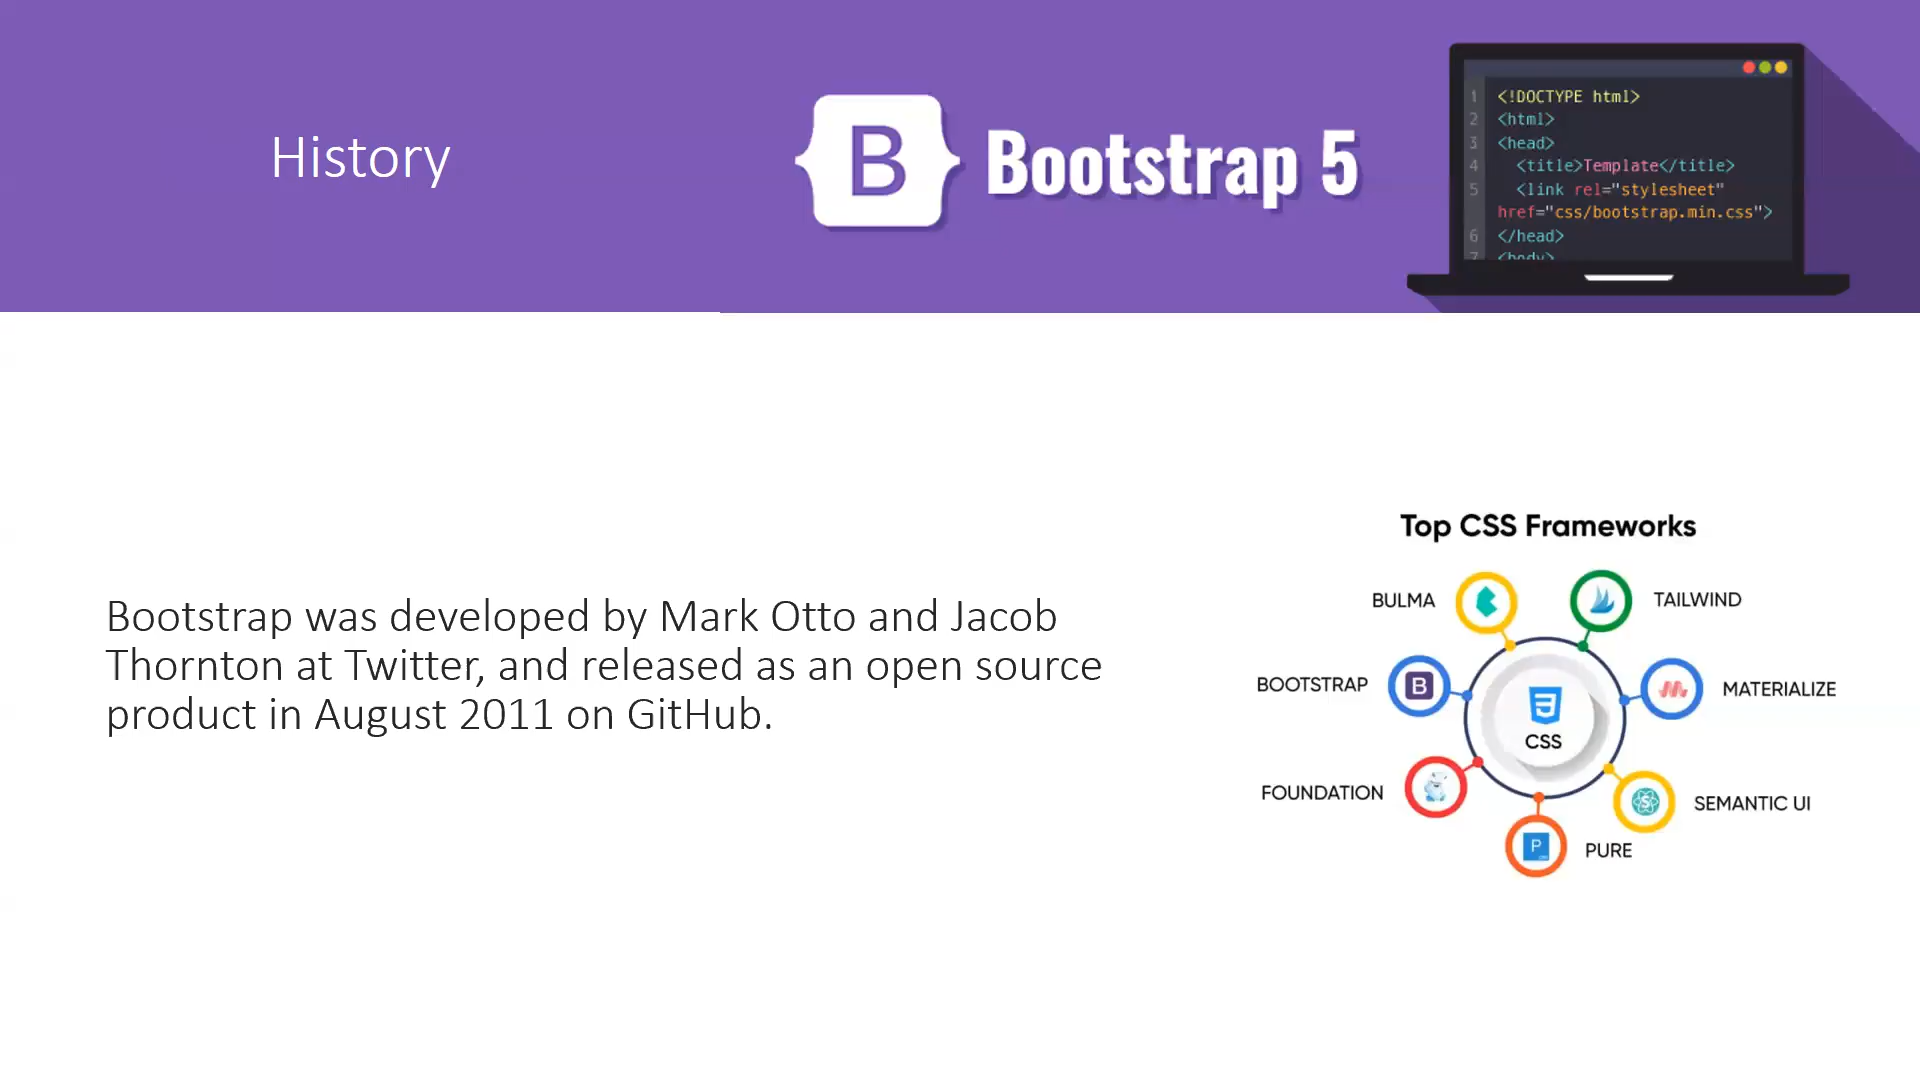 History
B
Bootstrap 5
1 <!DOCTYPE html>
2 <html>
3 <head>
4 <title>Template</title>
5 <link rel="stylesheet"
href="css/bootstrap.min.css">
6 </head>
7 <body>
Bootstrap was developed by Mark Otto and Jacob
Thornton at Twitter, and released as an open source
product in August 2011 on GitHub.
Top CSS Frameworks
BULMA
TAILWIND
BOOTSTRAP
B
MATERIALIZE
3
CSS
FOUNDATION
S
SEMANTIC UI
P
PURE